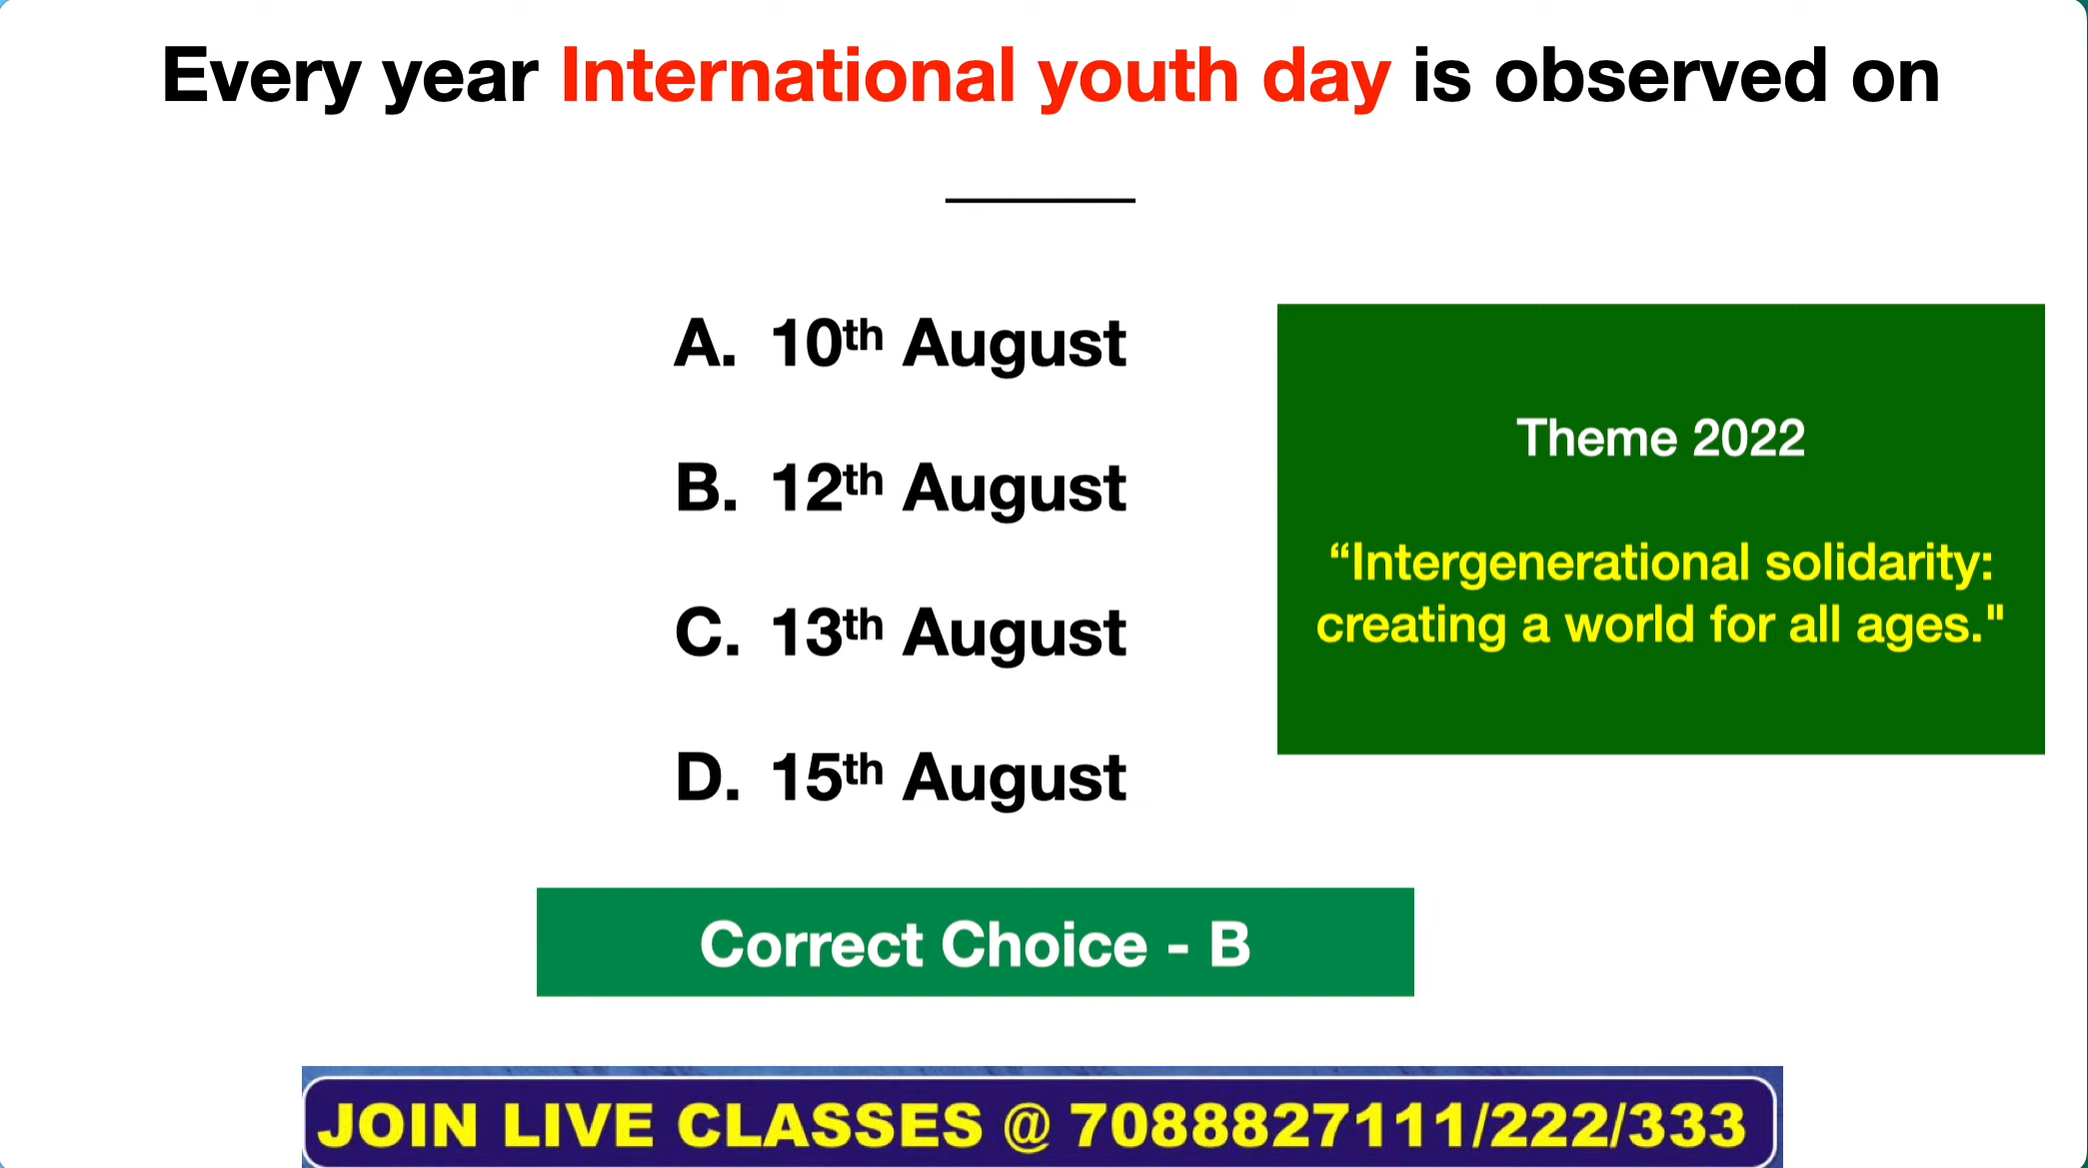 Every year International youth day is observed on
______
A. 10th August
B. 12th August
C. 13th August
D. 15th August
Theme 2022
“Intergenerational solidarity:
creating a world for all ages."
Correct Choice - B
JOIN LIVE CLASSES @ 7088827111/222/333